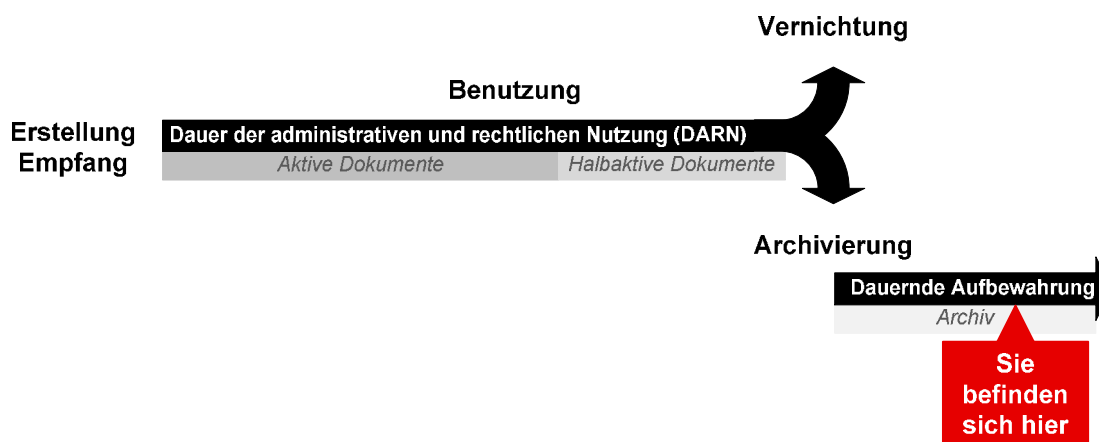 Vernichtung
Benutzung
Erstellung
Empfang
Dauer der administrativen und rechtlichen Nutzung (DARN)
Aktive Dokumente
Halbaktive Dokumente
Archivierung
Dauernde Aufbewahrung
Archiv
Sie
befinden
sich hier